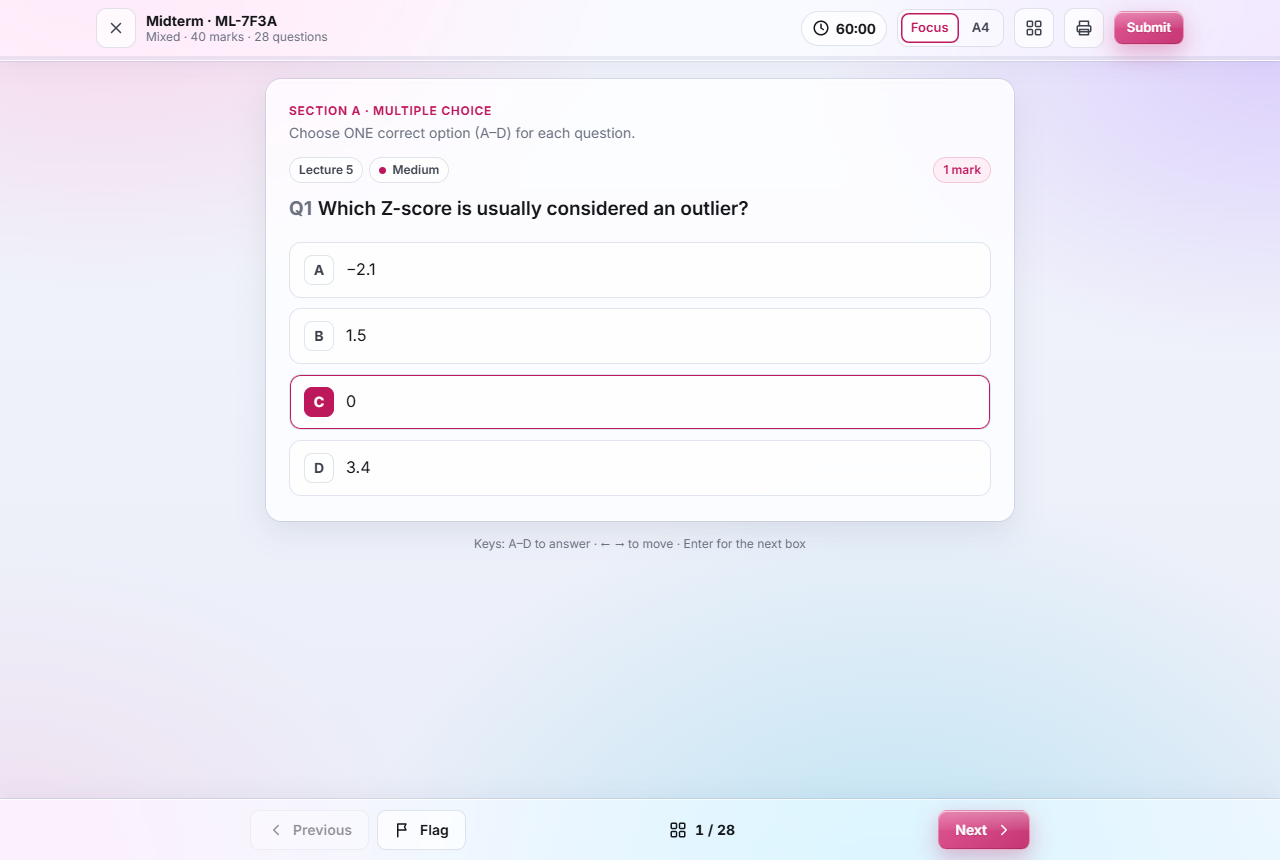 Midterm · ML-7F3A
Mixed · 40 marks · 28 questions
60:00
Focus
A4
Submit
SECTION A · MULTIPLE CHOICE
Choose ONE correct option (A–D) for each question.
Lecture 5
Medium
1 mark
Q1 Which Z-score is usually considered an outlier?
A −2.1
B 1.5
C 0
D 3.4
Keys: A–D to answer · ← → to move · Enter for the next box
Previous
Flag
1 / 28
Next